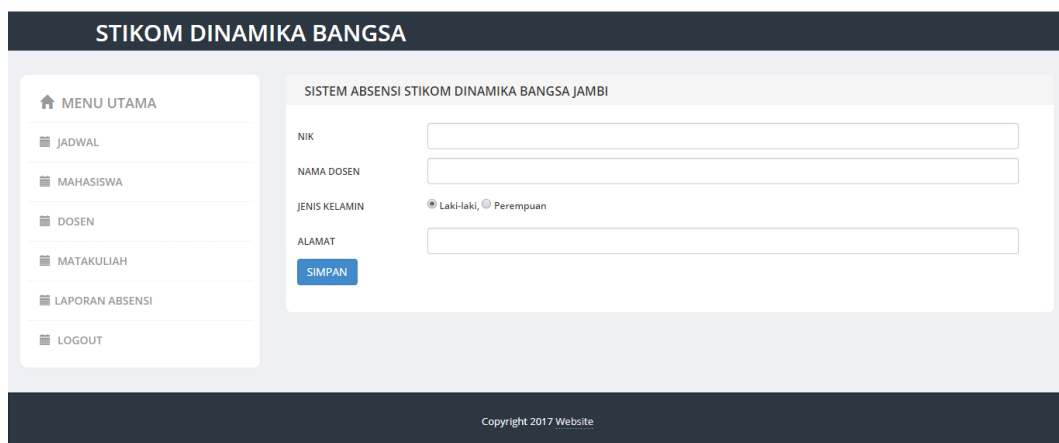 STIKOM DINAMIKA BANGSA
MENU UTAMA
JADWAL
MAHASISWA
DOSEN
MATAKULIAH
LAPORAN ABSENSI
LOGOUT
SISTEM ABSENSI STIKOM DINAMIKA BANGSA JAMBI
NIK
NAMA DOSEN
JENIS KELAMIN
Laki-laki, Perempuan
ALAMAT
SIMPAN
Copyright 2017 Website